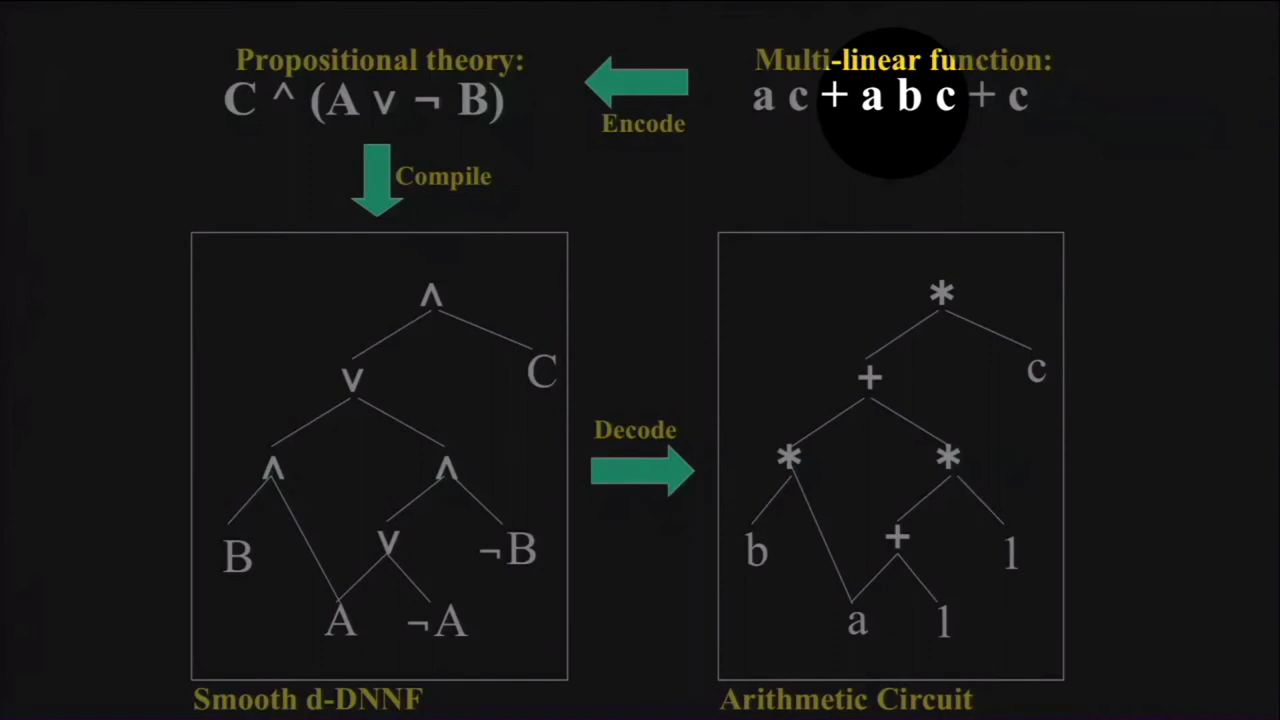 Propositional theory:
C ^ (A ∨ ¬ B)
Multi-linear function:
a c + a b c + c
Encode
Compile
∧
∨
C
∧
∧
B
∨
¬B
A
¬A
Smooth d-DNNF
Decode
*
+
c
*
*
b
+
1
a
1
Arithmetic Circuit